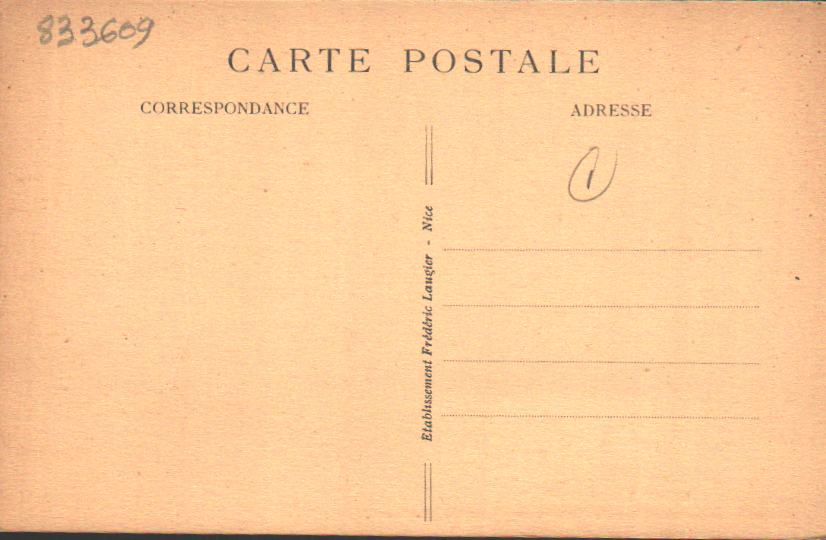 833609
CARTE POSTALE
CORRESPONDANCE
ADRESSE
1
Etablissement Frédéric Laugier - Nice